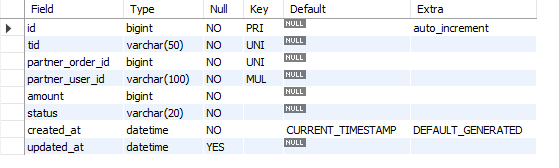 Field Type Null Key Default Extra
id bigint NO PRI NULL auto_increment
tid varchar(50) NO UNI NULL
partner_order_id bigint NO UNI NULL
partner_user_id varchar(100) NO MUL NULL
amount bigint NO NULL
status varchar(20) NO NULL
created_at datetime NO CURRENT_TIMESTAMP DEFAULT_GENERATED
updated_at datetime YES NULL